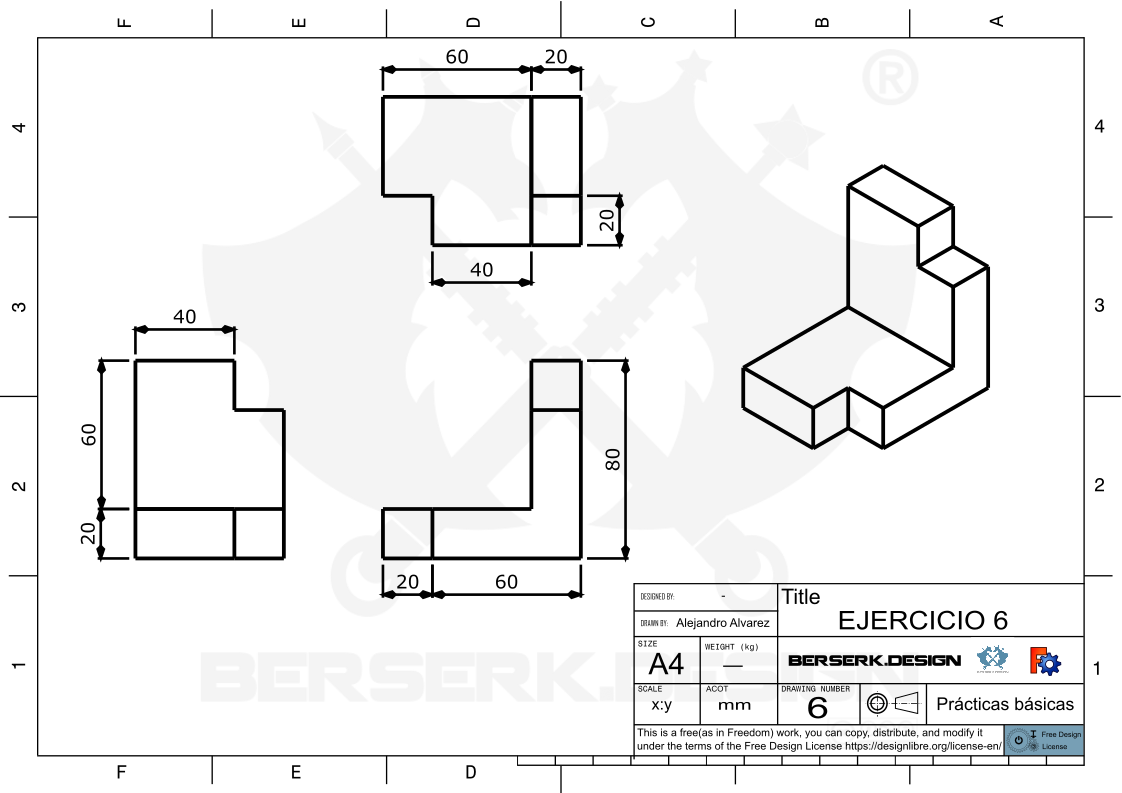 F E D C B A
60 20
®
4 4
20
40
3 3
40
60
80
2 2
20
20 60
DESIGNED BY: -
Title
EJERCICIO 6
DRAWN BY: Alejandro Alvarez
SIZE
A4
WEIGHT (kg)
—
BERSERK.DESIGN
1 1
BERSERK.DESIGN
SCALE
x:y
ACOT
mm
DRAWING NUMBER
6
Prácticas básicas
This is a free(as in Freedom) work, you can copy, distribute, and modify it
under the terms of the Free Design License https://designlibre.org/license-en/
Free Design
License
F E D